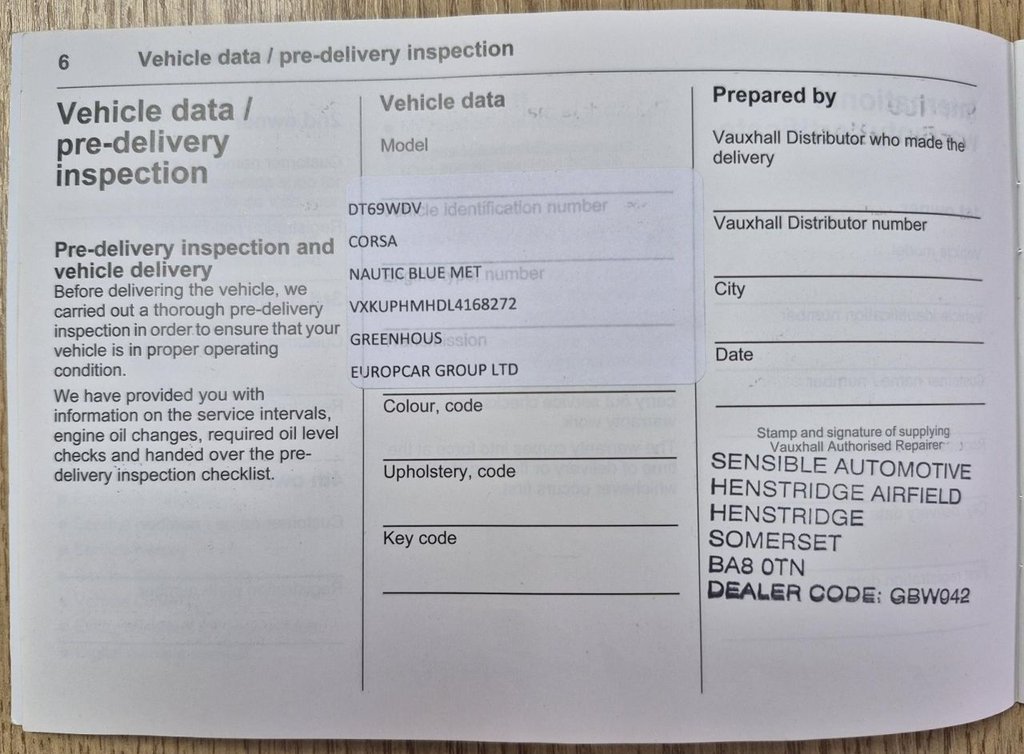 6 Vehicle data / pre-delivery inspection
Vehicle data /
pre-delivery
inspection
Pre-delivery inspection and
vehicle delivery
Before delivering the vehicle, we
carried out a thorough pre-delivery
inspection in order to ensure that your
vehicle is in proper operating
condition.
We have provided you with
information on the service intervals,
engine oil changes, required oil level
checks and handed over the pre-
delivery inspection checklist.
Vehicle data
Model
Vehicle identification number
DT69WDV
CORSA
Engine type, number
NAUTIC BLUE MET
VXKUPHMHDL4168272
GREENHOUS
EUROPCAR GROUP LTD
Colour, code
Upholstery, code
Key code
Prepared by
Vauxhall Distributor who made the
delivery
Vauxhall Distributor number
City
Date
Stamp and signature of supplying
Vauxhall Authorised Repairer
SENSIBLE AUTOMOTIVE
HENSTRIDGE AIRFIELD
HENSTRIDGE
SOMERSET
BA8 0TN
DEALER CODE: GBW042